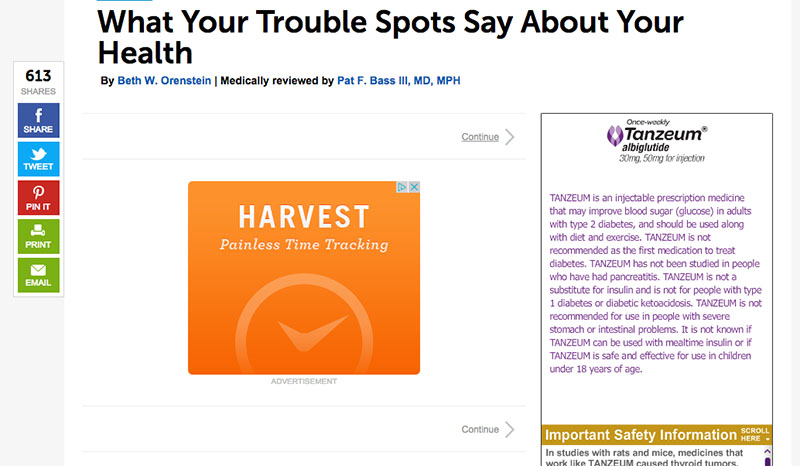 What Your Trouble Spots Say About Your
Health
By Beth W. Orenstein | Medically reviewed by Pat F. Bass III, MD, MPH
613
SHARES
f
SHARE
TWEET
PIN IT
PRINT
EMAIL
Continue
HARVEST
Painless Time Tracking
ADVERTISEMENT
Continue
Once-weekly
Tanzeum®
albiglutide
30mg, 50mg for injection
TANZEUM is an injectable prescription medicine
that may improve blood sugar (glucose) in adults
with type 2 diabetes, and should be used along
with diet and exercise. TANZEUM is not
recommended as the first medication to treat
diabetes. TANZEUM has not been studied in people
who have had pancreatitis. TANZEUM is not a
substitute for insulin and is not for people with type
1 diabetes or diabetic ketoacidosis. TANZEUM is not
recommended for use in people with severe
stomach or intestinal problems. It is not known if
TANZEUM can be used with mealtime insulin or if
TANZEUM is safe and effective for use in children
under 18 years of age.
Important Safety Information SCROLL
HERE
In studies with rats and mice, medicines that
work like TANZEUM caused thyroid tumors,